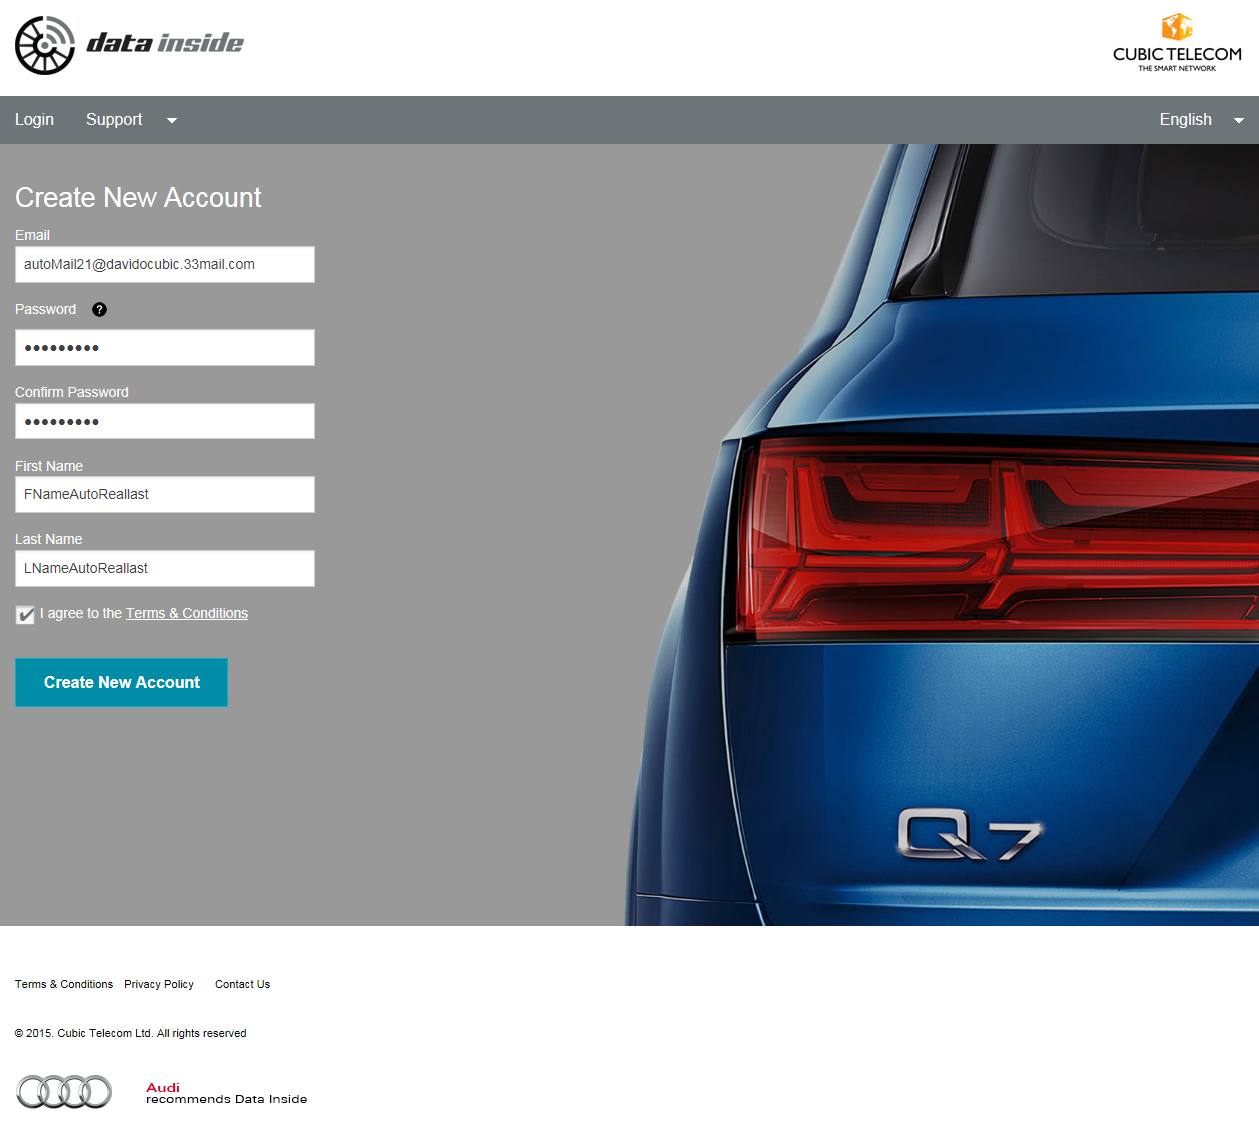 data inside
CUBIC TELECOM
THE SMART NETWORK
Login Support English
Create New Account
Email
autoMail21@davidocubic.33mail.com
Password ?
•••••••••
Confirm Password
•••••••••
First Name
FNameAutoReallast
Last Name
LNameAutoReallast
I agree to the Terms & Conditions
Create New Account
Q7
Terms & Conditions Privacy Policy Contact Us
© 2015. Cubic Telecom Ltd. All rights reserved
Audi
recommends Data Inside